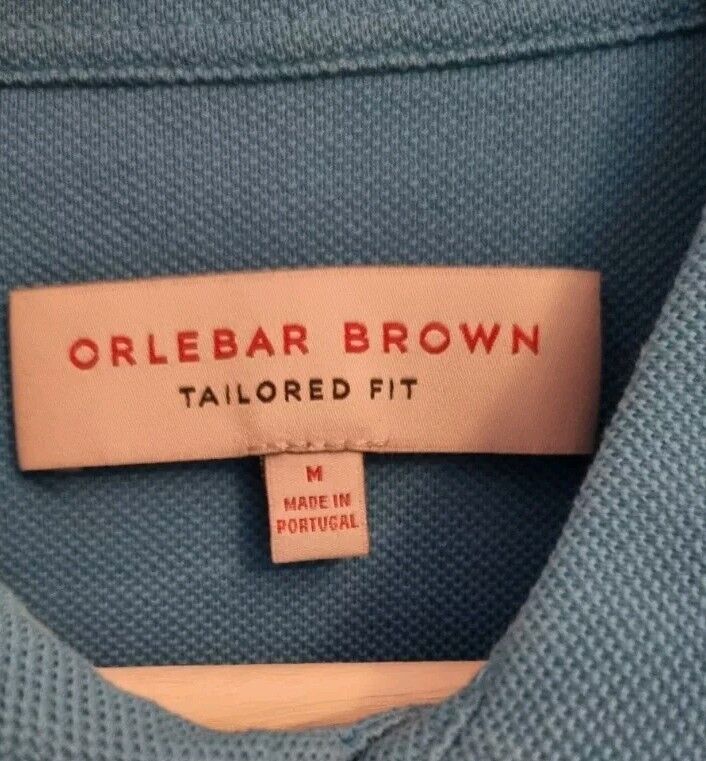 ORLEBAR BROWN
TAILORED FIT
M
MADE IN
PORTUGAL